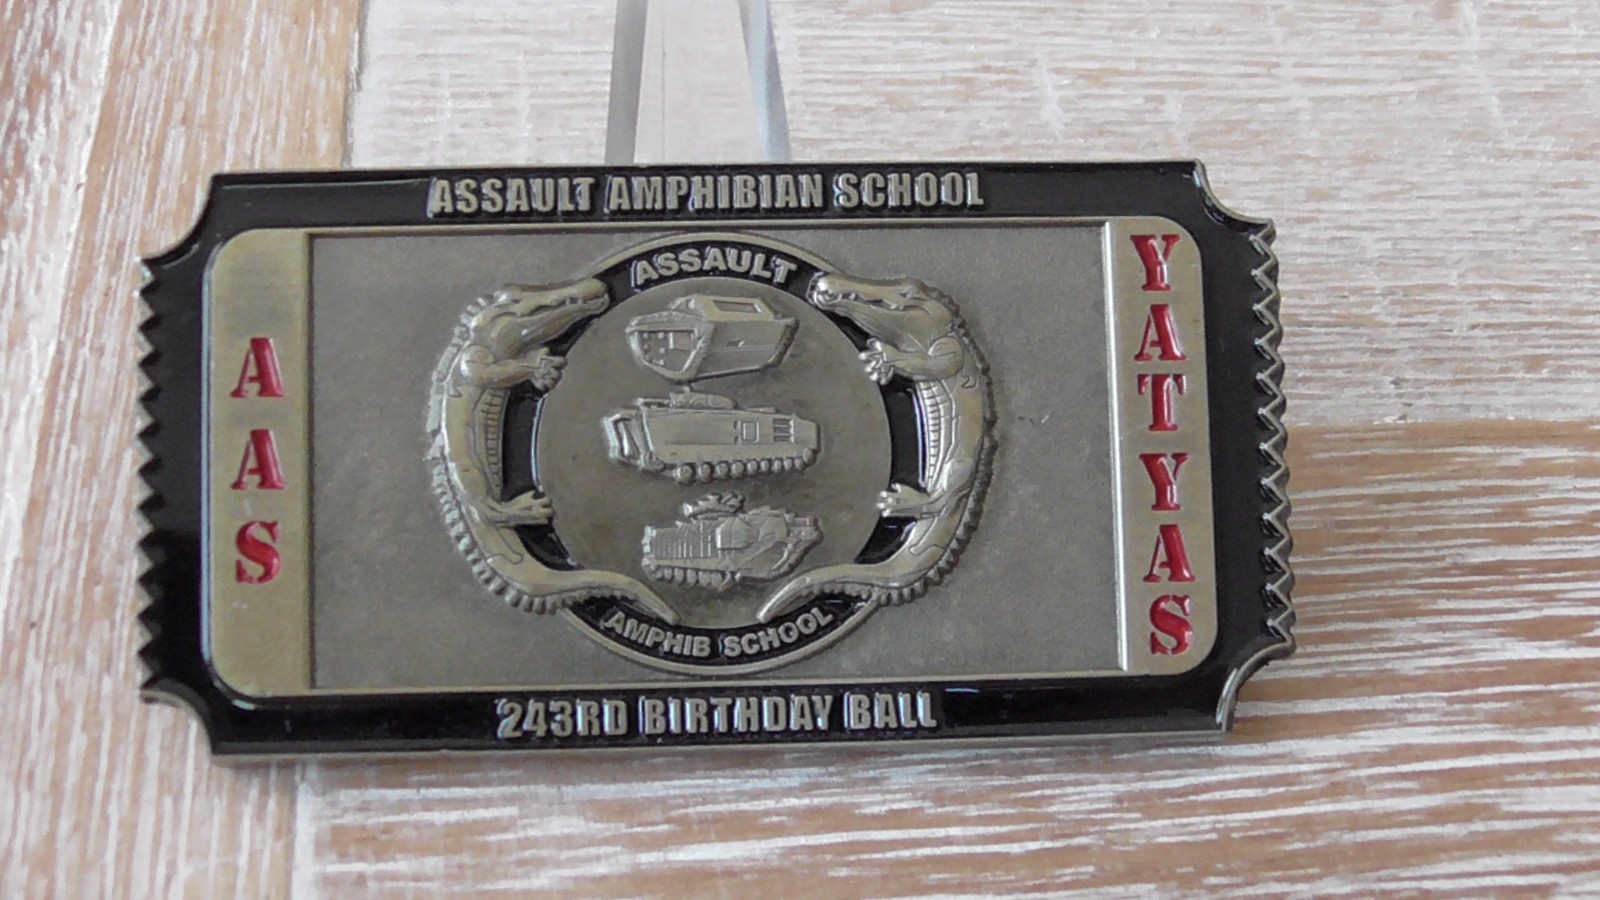 ASSAULT AMPHIBIAN SCHOOL
AAS
ASSAULT
AMPHIB SCHOOL
YATYAS
243RD BIRTHDAY BALL